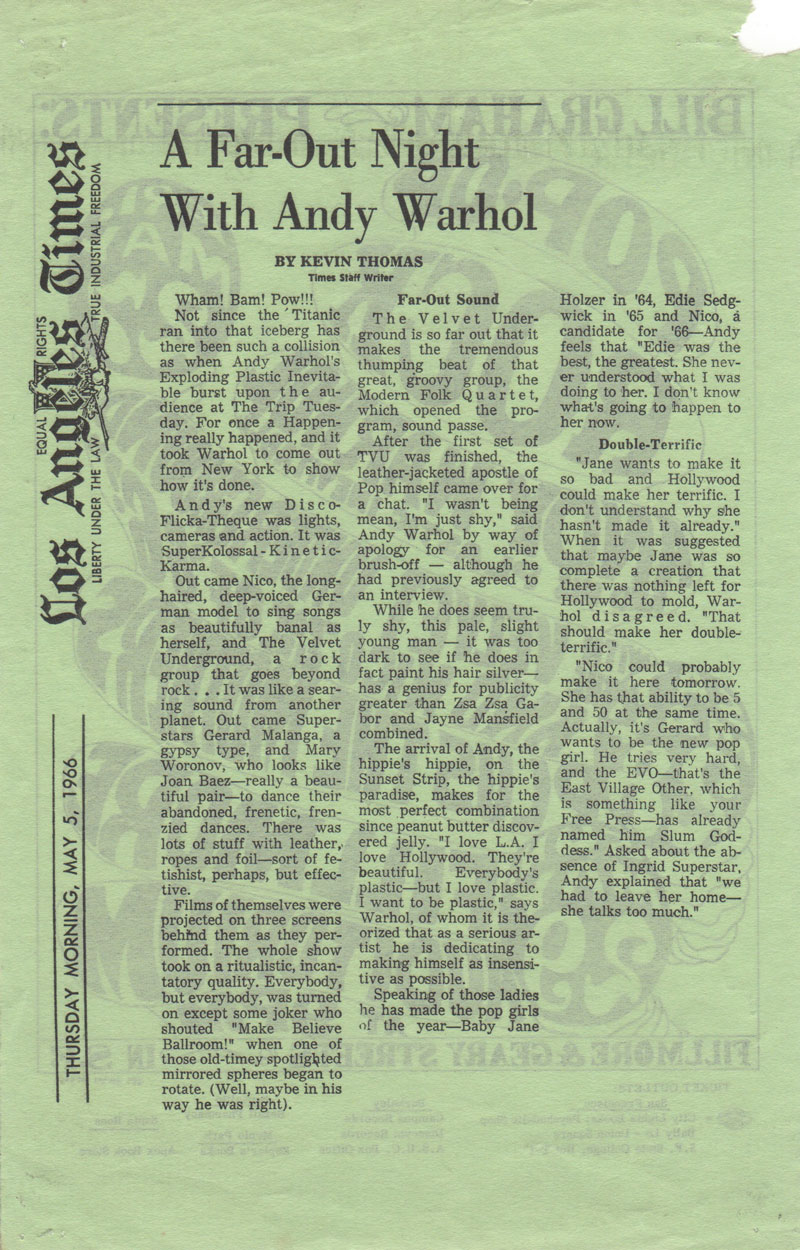 A Far-Out Night
With Andy Warhol
BY KEVIN THOMAS
Times Staff Writer
Wham! Bam! Pow!!!
Not since the Titanic
ran into that iceberg has
there been such a collision
as when Andy Warhol's
Exploding Plastic Inevita-
ble burst upon the au-
dience at The Trip Tues-
day. For once a Happen-
ing really happened, and it
took Warhol to come out
from New York to show
how it's done.
Andy's new Disco-
Flicka-Theque was lights,
cameras and action. It was
SuperKolossal-Kinetic-
Karma.
Out came Nico, the long-
haired, deep-voiced Ger-
man model to sing songs
as beautifully banal as
herself, and The Velvet
Underground, a rock
group that goes beyond
rock . . . It was like a sear-
ing sound from another
planet. Out came Super-
stars Gerard Malanga, a
gypsy type, and Mary
Woronov, who looks like
Joan Baez—really a beau-
tiful pair—to dance their
abandoned, frenetic, fren-
zied dances. There was
lots of stuff with leather,
ropes and foil—sort of fe-
tishist, perhaps, but effec-
tive.
Films of themselves were
projected on three screens
behind them as they per-
formed. The whole show
took on a ritualistic, incan-
tatory quality. Everybody,
but everybody, was turned
on except some joker who
shouted "Make Believe
Ballroom!" when one of
those old-timey spotlighted
mirrored spheres began to
rotate. (Well, maybe in his
way he was right).
Far-Out Sound
The Velvet Under-
ground is so far out that it
makes the tremendous
thumping beat of that
great, groovy group, the
Modern Folk Quartet,
which opened the pro-
gram, sound passe.
After the first set of
TVU was finished, the
leather-jacketed apostle of
Pop himself came over for
a chat. "I wasn't being
mean, I'm just shy," said
Andy Warhol by way of
apology for an earlier
brush-off — although he
had previously agreed to
an interview.
While he does seem tru-
ly shy, this pale, slight
young man — it was too
dark to see if he does in
fact paint his hair silver—
has a genius for publicity
greater than Zsa Zsa Ga-
bor and Jayne Mansfield
combined.
The arrival of Andy, the
hippie's hippie, on the
Sunset Strip, the hippie's
paradise, makes for the
most perfect combination
since peanut butter discov-
ered jelly. "I love L.A. I
love Hollywood. They're
beautiful. Everybody's
plastic—but I love plastic.
I want to be plastic," says
Warhol, of whom it is the-
orized that as a serious ar-
tist he is dedicating to
making himself as insensi-
tive as possible.
Speaking of those ladies
he has made the pop girls
of the year—Baby Jane
Holzer in '64, Edie Sedg-
wick in '65 and Nico, a
candidate for '66—Andy
feels that "Edie was the
best, the greatest. She nev-
er understood what I was
doing to her. I don't know
what's going to happen to
her now.
Double-Terrific
"Jane wants to make it
so bad and Hollywood
could make her terrific. I
don't understand why she
hasn't made it already."
When it was suggested
that maybe Jane was so
complete a creation that
there was nothing left for
Hollywood to mold, War-
hol disagreed. "That
should make her double-
terrific."
"Nico could probably
make it here tomorrow.
She has that ability to be 5
and 50 at the same time.
Actually, it's Gerard who
wants to be the new pop
girl. He tries very hard,
and the EVO—that's the
East Village Other, which
is something like your
Free Press—has already
named him Slum God-
dess." Asked about the ab-
sence of Ingrid Superstar,
Andy explained that "we
had to leave her home—
she talks too much."
Los Angeles Times
EQUAL RIGHTS
LIBERTY UNDER THE LAW TRUE INDUSTRIAL FREEDOM
THURSDAY MORNING, MAY 5, 1966
BILL GRAHAM PRESENTS:
FILLMORE & GEARY STREET